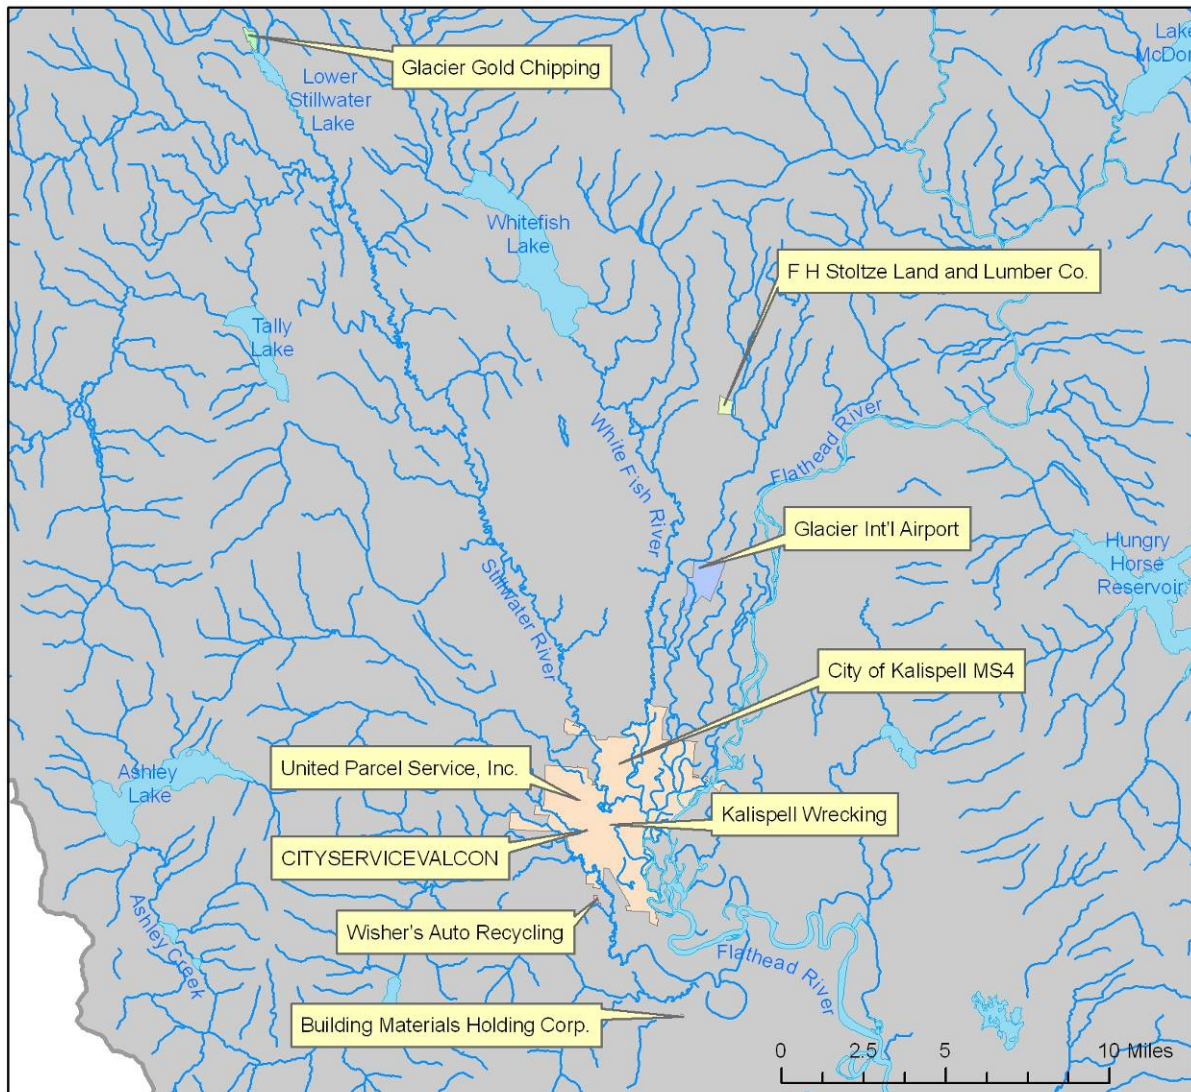 Glacier Gold Chipping
Lower
Stillwater
Lake
Lake
McDon
Whitefish
Lake
F H Stoltze Land and Lumber Co.
Tally
Lake
White Fish River
Flathead River
Glacier Int'l Airport
Hungry
Horse
Reservoir
Stillwater River
City of Kalispell MS4
United Parcel Service, Inc.
Ashley
Lake
Kalispell Wrecking
CITYSERVICEVALCON
Ashley Creek
Wisher's Auto Recycling
Flathead River
Building Materials Holding Corp.
0 2.5 5 10 Miles